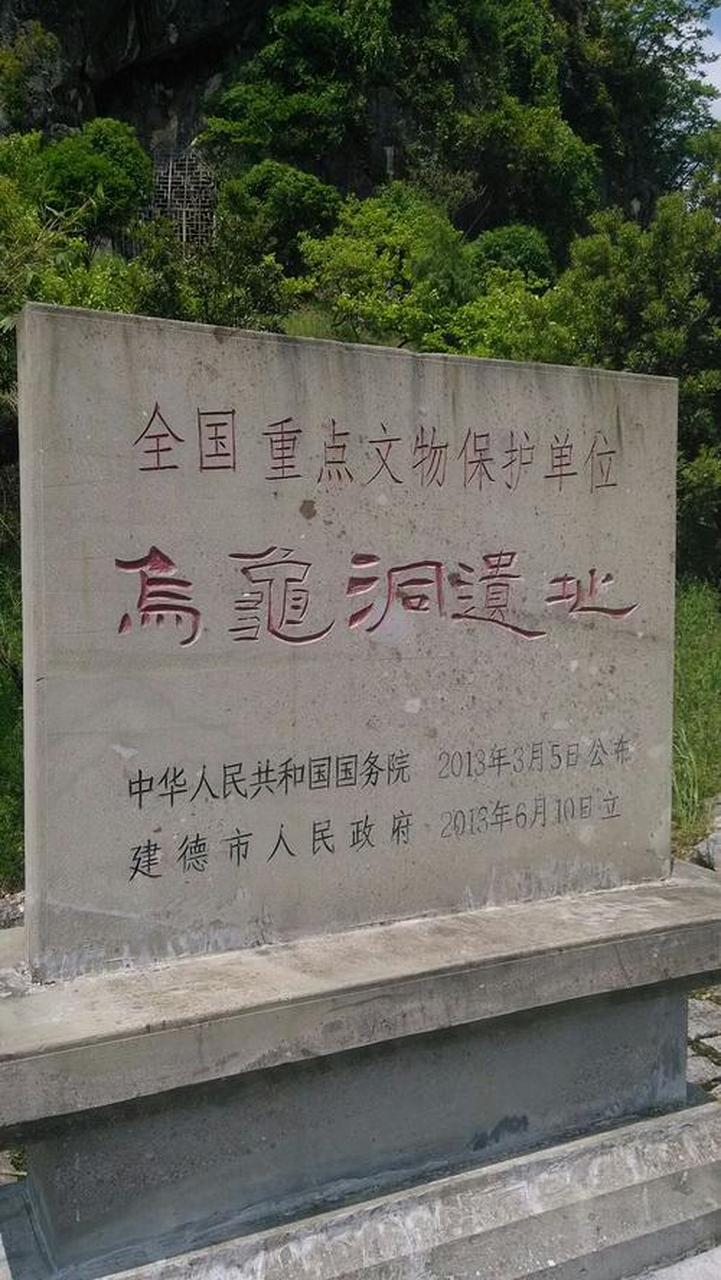 全国重点文物保护单位
烏龜洞遺址
中华人民共和国国务院 2013年3月5日公布
建德市人民政府 2013年6月10日立